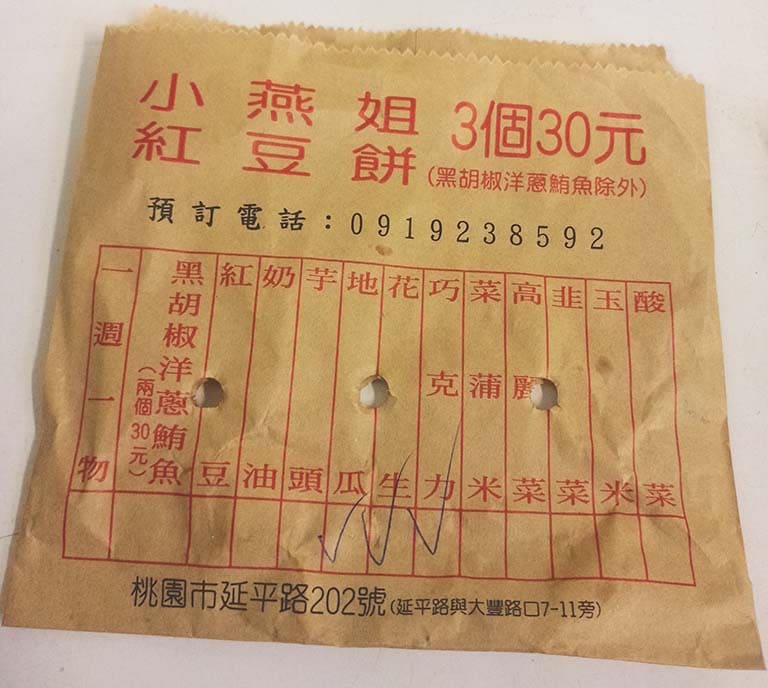 小燕姐
紅豆餅
3個30元
(黑胡椒洋蔥鮪魚除外)
預訂電話：0919238592
一週一物
黑胡椒洋蔥鮪魚
(兩個30元)
紅豆
奶油
芋頭
地瓜
花生
巧克力
菜蒲米
高麗菜
韭菜
玉米
酸菜
桃園市延平路202號(延平路與大豐路口7-11旁)